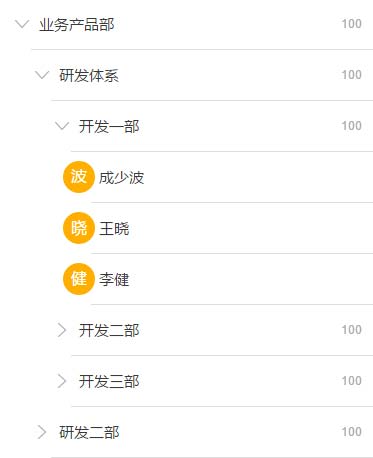 业务产品部 100
研发体系 100
开发一部 100
波 成少波
晓 王晓
健 李健
开发二部 100
开发三部 100
研发二部 100